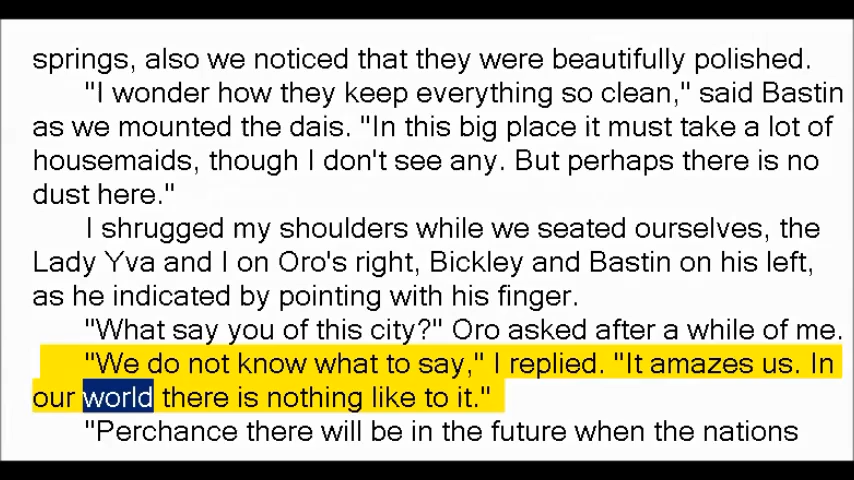 springs, also we noticed that they were beautifully polished.
"I wonder how they keep everything so clean," said Bastin
as we mounted the dais. "In this big place it must take a lot of
housemaids, though I don't see any. But perhaps there is no
dust here."
I shrugged my shoulders while we seated ourselves, the
Lady Yva and I on Oro's right, Bickley and Bastin on his left,
as he indicated by pointing with his finger.
"What say you of this city?" Oro asked after a while of me.
"We do not know what to say," I replied. "It amazes us. In
our world there is nothing like to it."
"Perchance there will be in the future when the nations